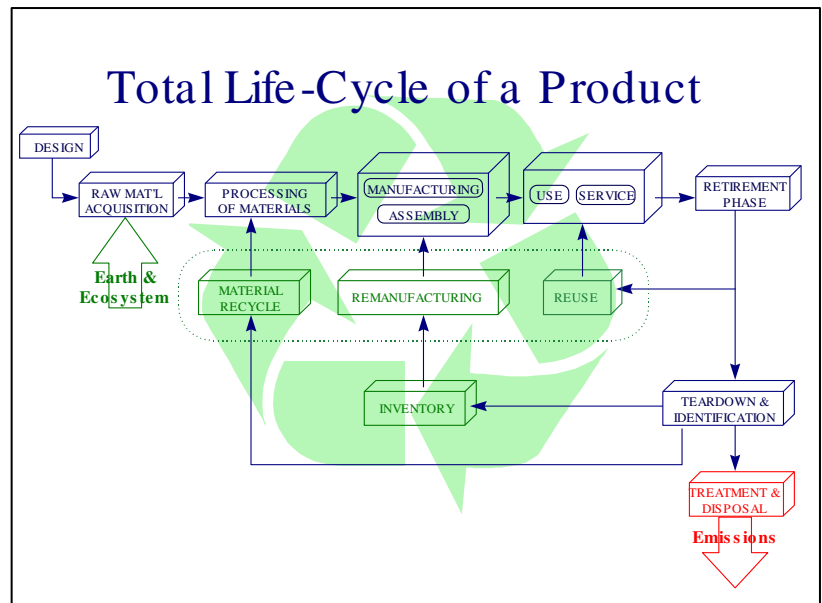 Total Life-Cycle of a Product
DESIGN
RAW MAT'L
ACQUISITION
PROCESSING
OF MATERIALS
MANUFACTURING
ASSEMBLY
USE
SERVICE
RETIREMENT
PHASE
Earth &
Ecosystem
MATERIAL
RECYCLE
REMANUFACTURING
REUSE
INVENTORY
TEARDOWN &
IDENTIFICATION
TREATMENT &
DISPOSAL
Emissions